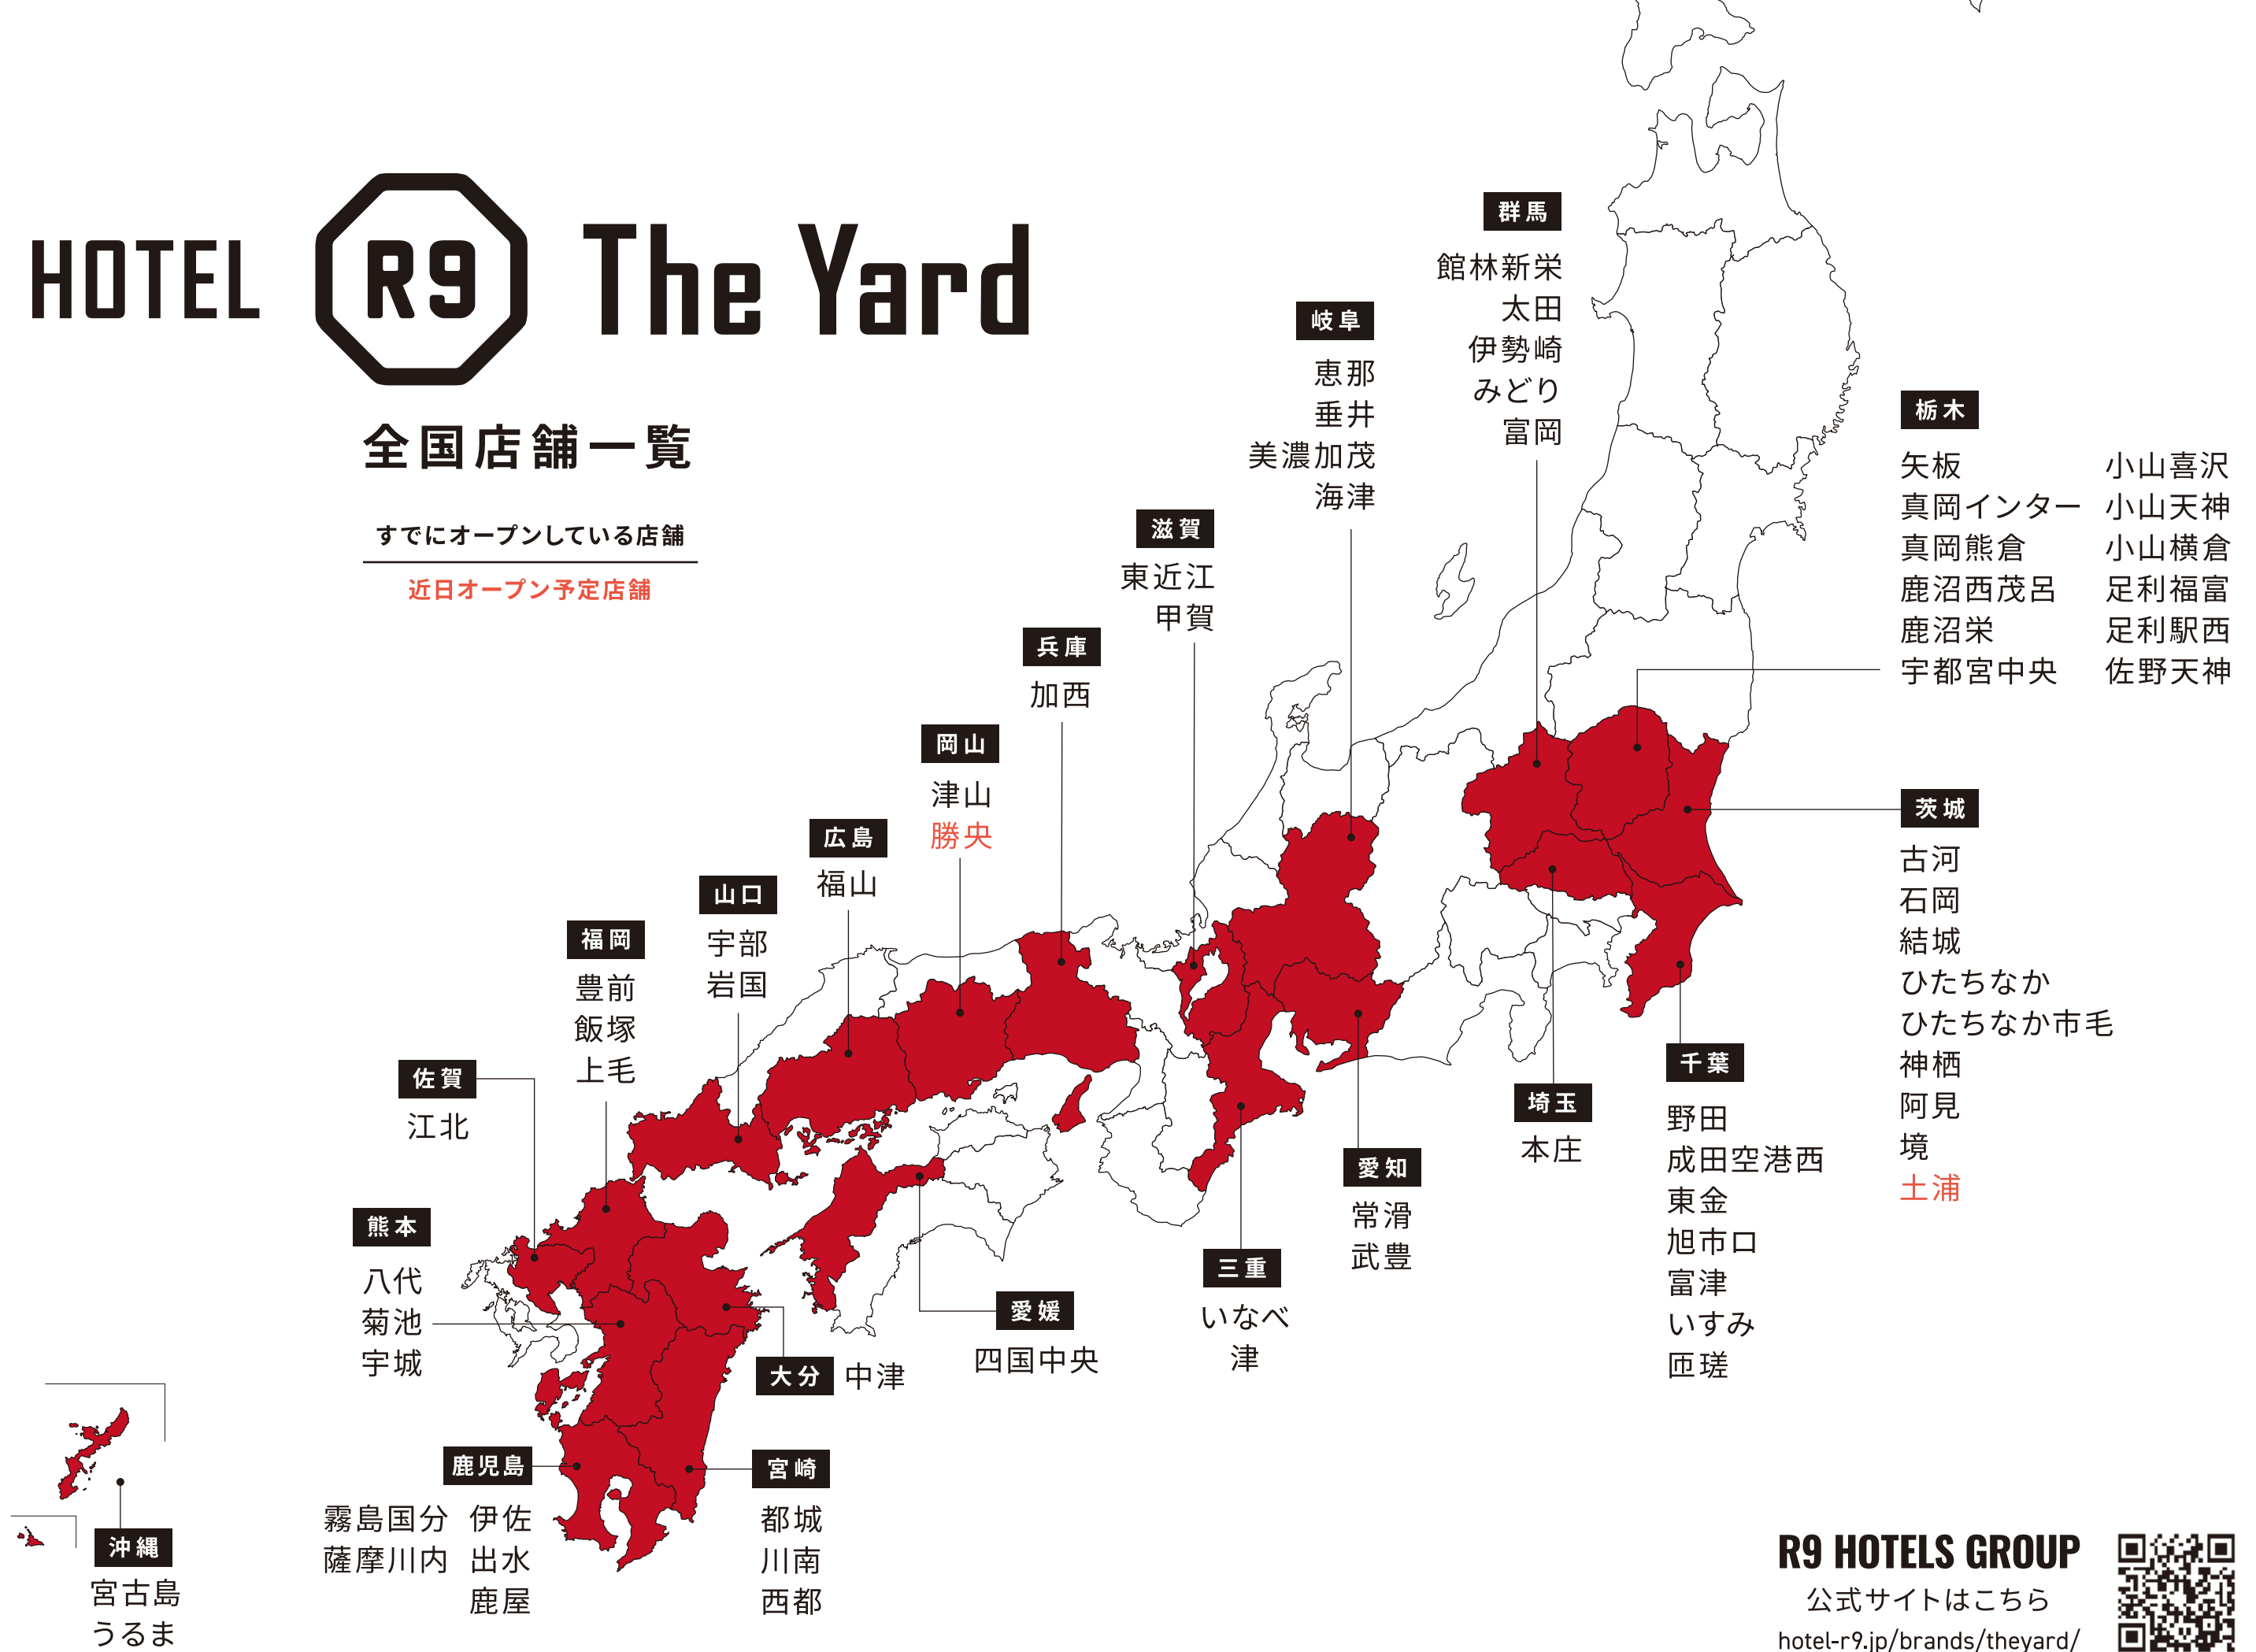 HOTEL R9 The Yard
全国店舗一覧
すでにオープンしている店舗
近日オープン予定店舗
群馬
館林新栄
太田
伊勢崎
みどり
富岡
岐阜
恵那
垂井
美濃加茂
海津
栃木
矢板
真岡インター
真岡熊倉
鹿沼西茂呂
鹿沼栄
宇都宮中央
小山喜沢
小山天神
小山横倉
足利福富
足利駅西
佐野天神
滋賀
東近江
甲賀
兵庫
加西
岡山
津山
勝央
広島
福山
山口
宇部
岩国
福岡
豊前
飯塚
上毛
佐賀
江北
熊本
八代
菊池
宇城
茨城
古河
石岡
結城
ひたちなか
ひたちなか市毛
神栖
阿見
境
土浦
千葉
野田
成田空港西
東金
旭市口
富津
いすみ
匝瑳
埼玉
本庄
愛知
常滑
武豊
三重
いなべ
津
愛媛
四国中央
大分
中津
鹿児島
霧島国分
薩摩川内
伊佐
出水
鹿屋
宮崎
都城
川南
西都
沖縄
宮古島
うるま
R9 HOTELS GROUP
公式サイトはこちら
hotel-r9.jp/brands/theyard/